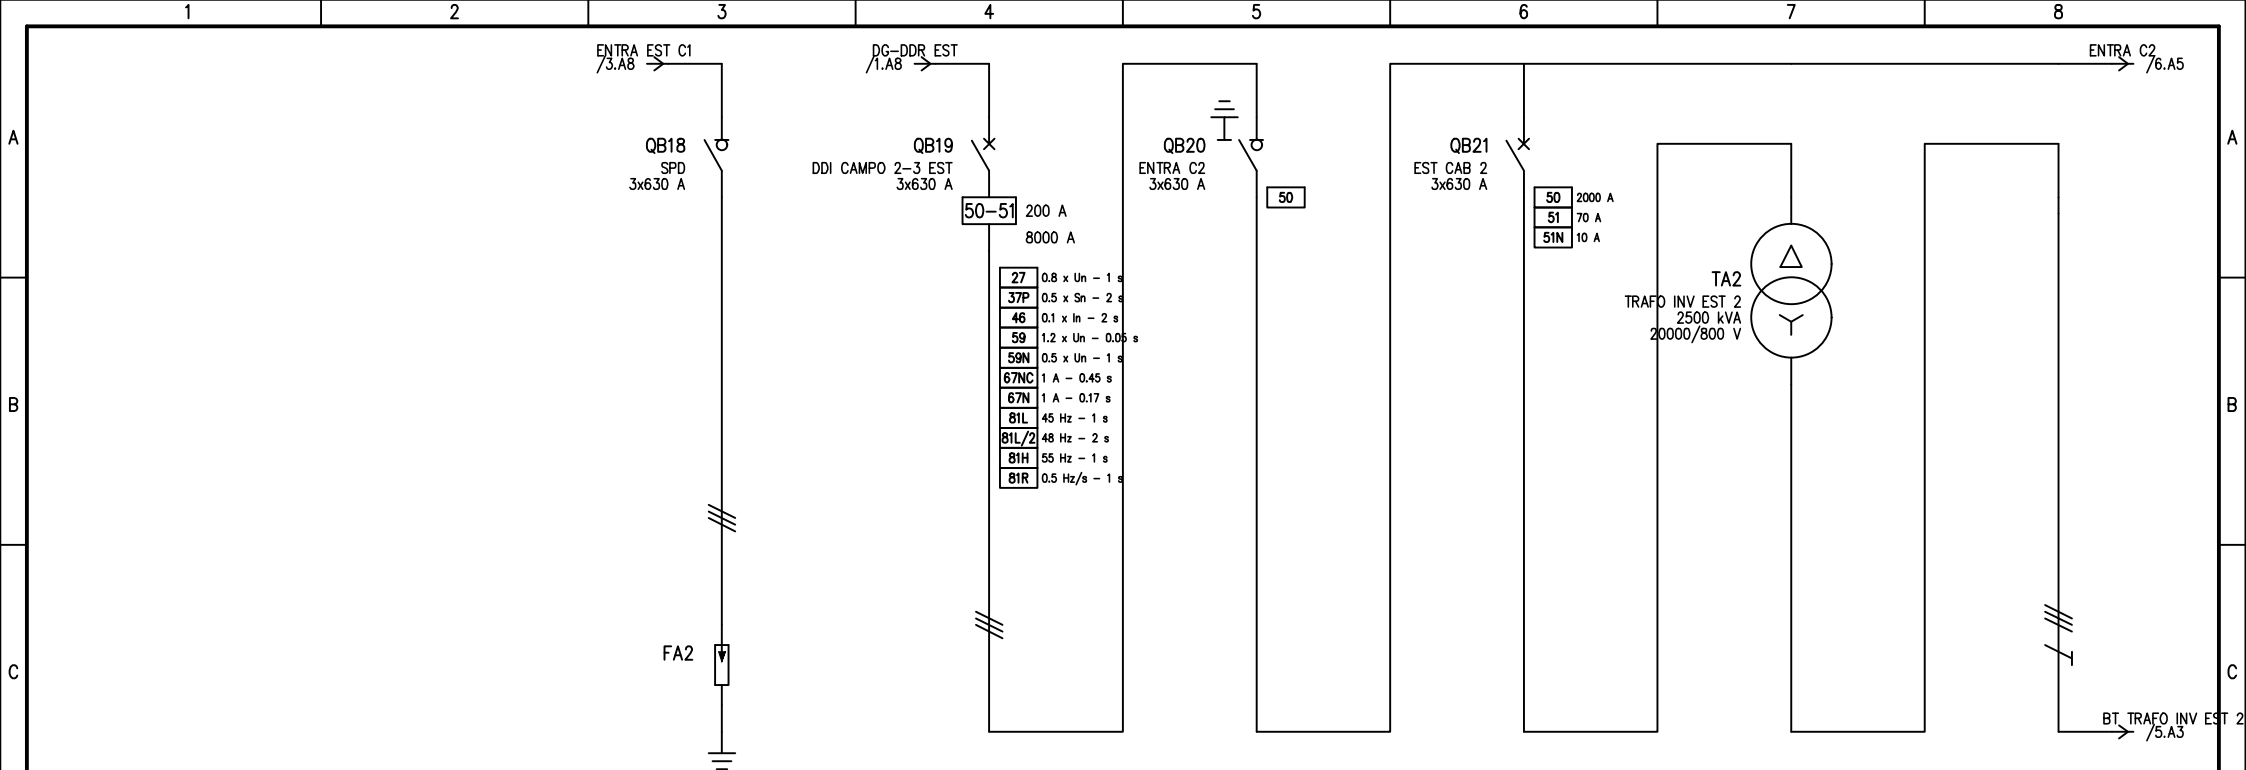 1 2 3 4 5 6 7 8
ENTRA EST C1
/3.A8
DG-DDR EST
/1.A8
ENTRA C2
/6.A5
A
A
QB18
SPD
3x630 A
QB19
DDI CAMPO 2-3 EST
3x630 A
50-51 200 A
8000 A
27 0.8 x Un - 1 s
37P 0.5 x Sn - 2 s
46 0.1 x In - 2 s
59 1.2 x Un - 0.05 s
59N 0.5 x Un - 1 s
67NC 1 A - 0.45 s
67N 1 A - 0.17 s
81L 45 Hz - 1 s
81L/2 48 Hz - 2 s
81H 55 Hz - 1 s
81R 0.5 Hz/s - 1 s
QB20
ENTRA C2
3x630 A
50
QB21
EST CAB 2
3x630 A
50 2000 A
51 70 A
51N 10 A
TA2
TRAFO INV EST 2
2500 kVA
20000/800 V
B
B
FA2
C
C
BT TRAFO INV EST 2
/5.A3